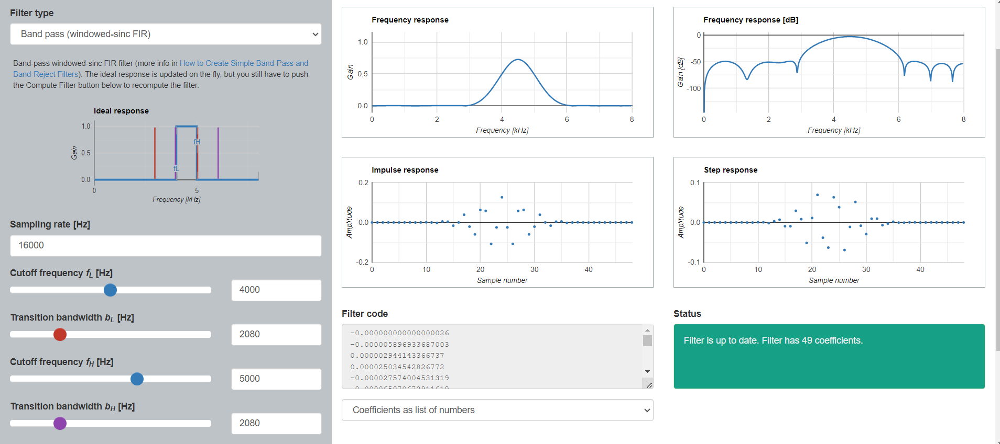 Filter type
Band pass (windowed-sinc FIR)
Band-pass windowed-sinc FIR filter (more info in How to Create Simple Band-Pass and
Band-Reject Filters). The ideal response is updated on the fly, but you still have to push
the Compute Filter button below to recompute the filter.
Ideal response
1.0
0.5
0.0
Gain
fH
fL
0
5
Frequency [kHz]
Sampling rate [Hz]
16000
Cutoff frequency fL [Hz]
4000
Transition bandwidth bL [Hz]
2080
Cutoff frequency fH [Hz]
5000
Transition bandwidth bH [Hz]
2080
Frequency response
1.0
0.5
0.0
Gain
0 2 4 6 8
Frequency [kHz]
Frequency response [dB]
0
-50
-100
Gain [dB]
0 2 4 6 8
Frequency [kHz]
Impulse response
0.2
0.0
-0.2
Amplitude
0 10 20 30 40
Sample number
Step response
0.1
0.0
-0.1
Amplitude
0 10 20 30 40
Sample number
Filter code
-0.000000000000000026
-0.000005896933687003
0.000002944143366737
0.000025034542826772
-0.000027574004531319
Coefficients as list of numbers
Status
Filter is up to date. Filter has 49 coefficients.